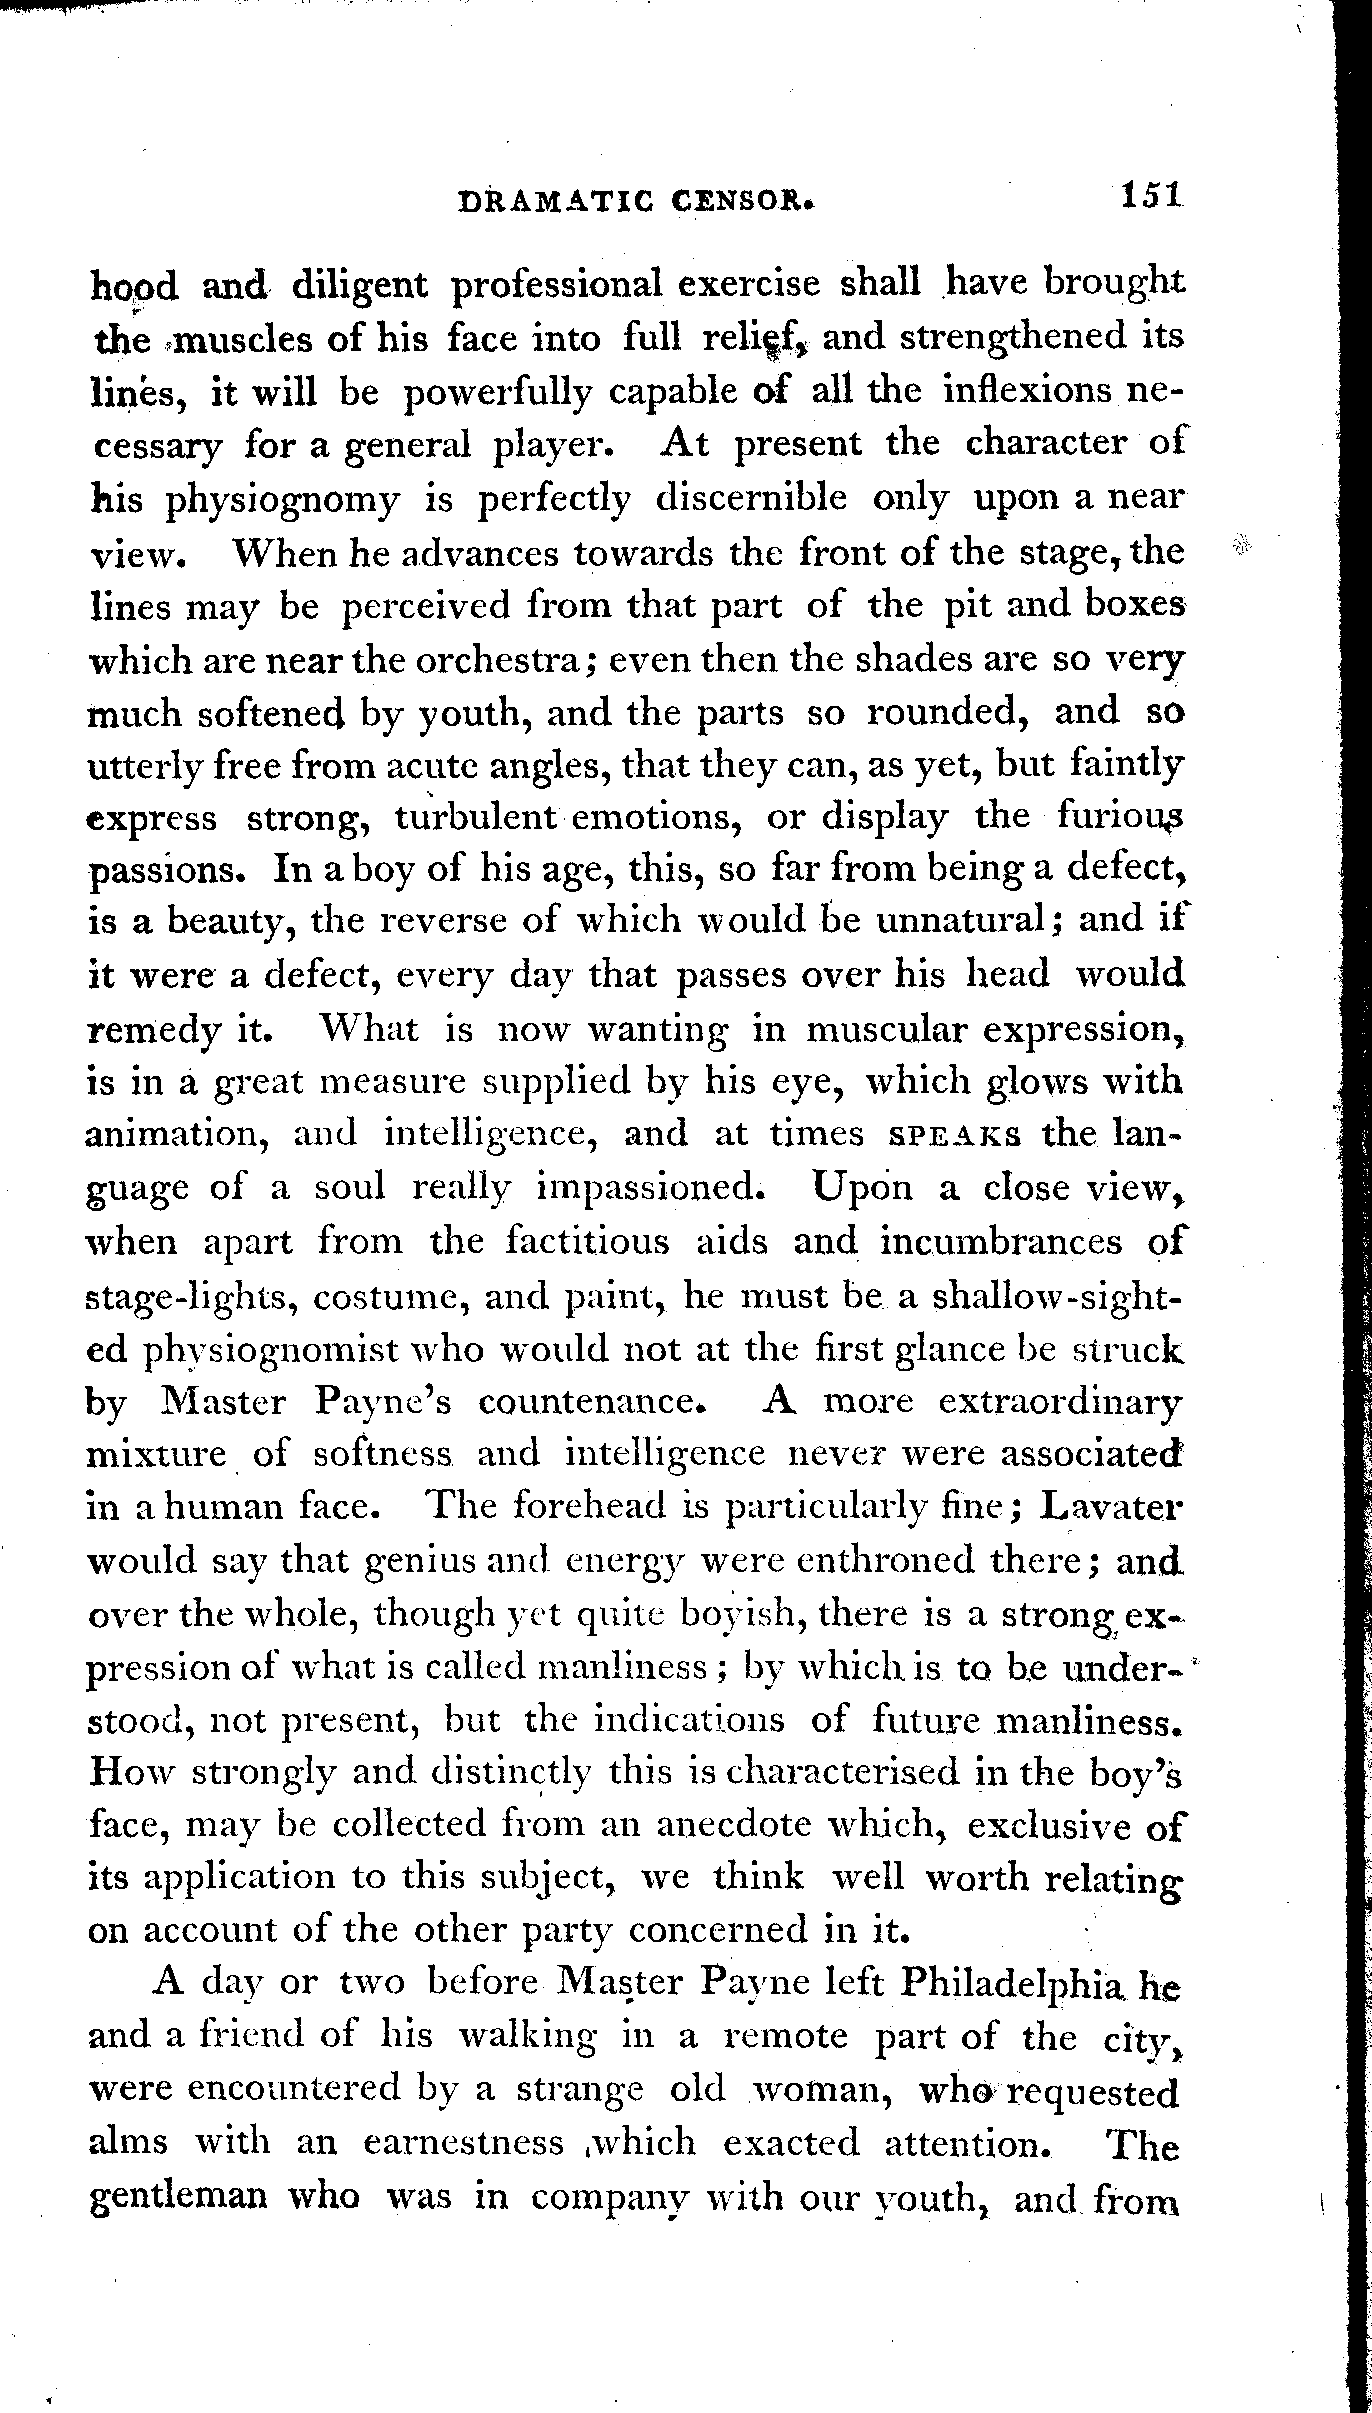 DRAMATIC CENSOR. 151
hood and diligent professional exercise shall have brought
the muscles of his face into full relief, and strengthened its
lines, it will be powerfully capable of all the inflexions ne-
cessary for a general player. At present the character of
his physiognomy is perfectly discernible only upon a near
view. When he advances towards the front of the stage, the
lines may be perceived from that part of the pit and boxes
which are near the orchestra; even then the shades are so very
much softened by youth, and the parts so rounded, and so
utterly free from acute angles, that they can, as yet, but faintly
express strong, turbulent emotions, or display the furious
passions. In a boy of his age, this, so far from being a defect,
is a beauty, the reverse of which would be unnatural; and if
it were a defect, every day that passes over his head would
remedy it. What is now wanting in muscular expression,
is in a great measure supplied by his eye, which glows with
animation, and intelligence, and at times SPEAKS the lan-
guage of a soul really impassioned. Upon a close view,
when apart from the factitious aids and incumbrances of
stage-lights, costume, and paint, he must be a shallow-sight-
ed physiognomist who would not at the first glance be struck
by Master Payne's countenance. A more extraordinary
mixture of softness and intelligence never were associated
in a human face. The forehead is particularly fine; Lavater
would say that genius and energy were enthroned there; and
over the whole, though yet quite boyish, there is a strong ex-
pression of what is called manliness; by which is to be under-
stood, not present, but the indications of future manliness.
How strongly and distinctly this is characterised in the boy's
face, may be collected from an anecdote which, exclusive of
its application to this subject, we think well worth relating
on account of the other party concerned in it.
A day or two before Master Payne left Philadelphia he
and a friend of his walking in a remote part of the city,
were encountered by a strange old woman, who requested
alms with an earnestness which exacted attention. The
gentleman who was in company with our youth, and from